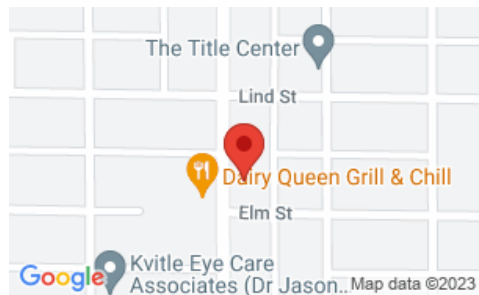 The Title Center
Lind St
Dairy Queen Grill & Chill
Elm St
Kvitle Eye Care
Associates (Dr Jason...
Google
Map data ©2023